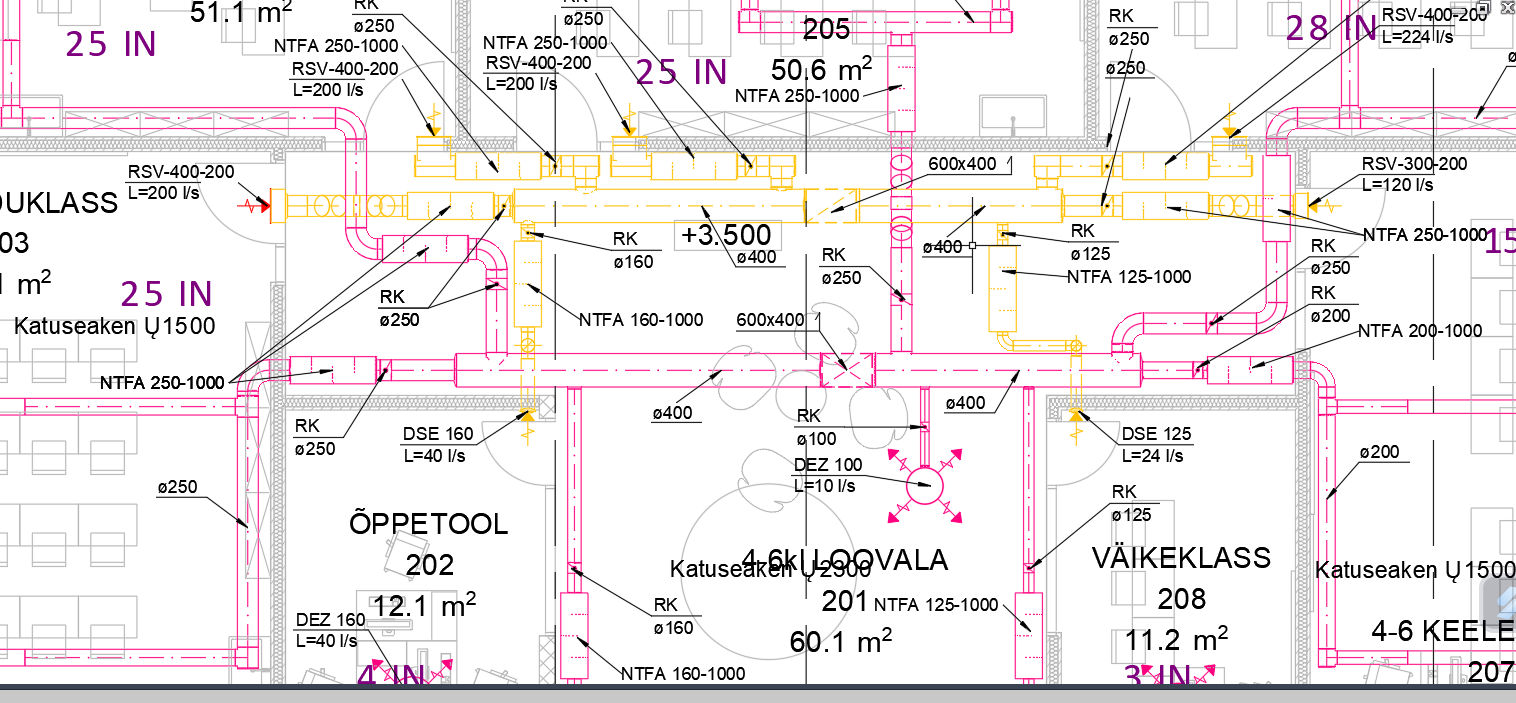 51.1 m²
RK
ø250
25 IN
NTFA 250-1000
RSV-400-200
L=200 l/s
RK
ø250
NTFA 250-1000
RSV-400-200
L=200 l/s
25 IN
205
50.6 m²
NTFA 250-1000
RK
ø250
ø250
28 IN
RSV-400-200
L=224 l/s
RSV-400-200
L=200 l/s
600x400
RSV-300-200
L=120 l/s
UKLASS
03
m²
25 IN
Katuseaken Ų1500
RK
ø160
+3.500
ø400
RK
ø250
ø400
RK
ø125
NTFA 125-1000
NTFA 250-1000
15
RK
ø250
RK
ø200
NTFA 200-1000
RK
ø250
NTFA 160-1000
600x400
NTFA 250-1000
ø400
ø400
RK
ø250
DSE 160
L=40 l/s
RK
ø100
DEZ 100
L=10 l/s
DSE 125
L=24 l/s
ø200
ø250
RK
ø125
ÕPPETOOL
202
12.1 m²
4-6kl LOOVALA
Katuseaken Ų2300
201
60.1 m²
VÄIKEKLASS
208
11.2 m²
Katuseaken Ų1500
4-6 KEELE
207
DEZ 160
L=40 l/s
RK
ø160
NTFA 125-1000
NTFA 160-1000
4 IN
3 IN